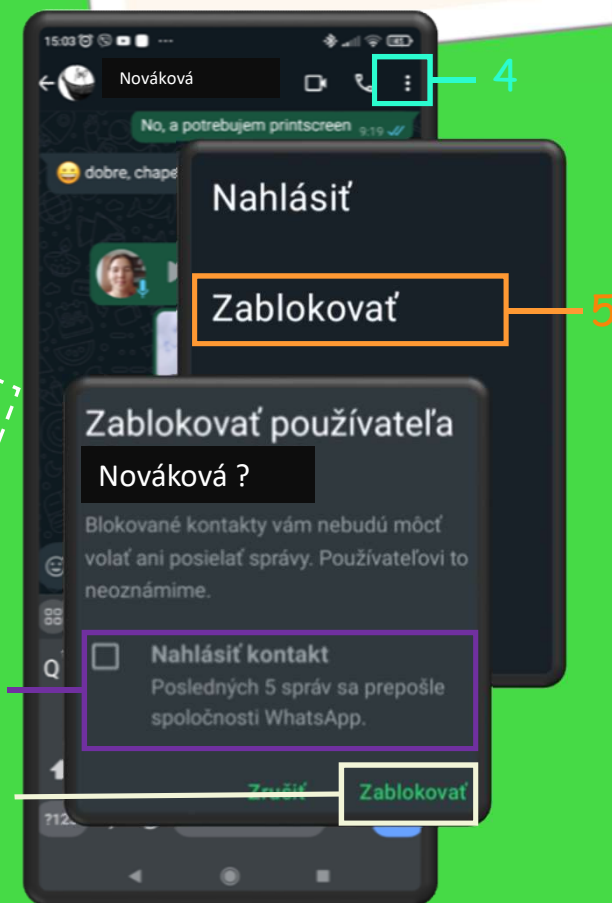 15:03
45
Nováková
4
No, a potrebujem printscreen 9:19
dobre, chape
Nahlásiť
Zablokovať
5
Zablokovať používateľa
Nováková ?
Blokované kontakty vám nebudú môcť
volať ani posielať správy. Používateľovi to
neoznámime.
Nahlásiť kontakt
Posledných 5 správ sa prepošle
spoločnosti WhatsApp.
Zrušiť
Zablokovať
Q
?12